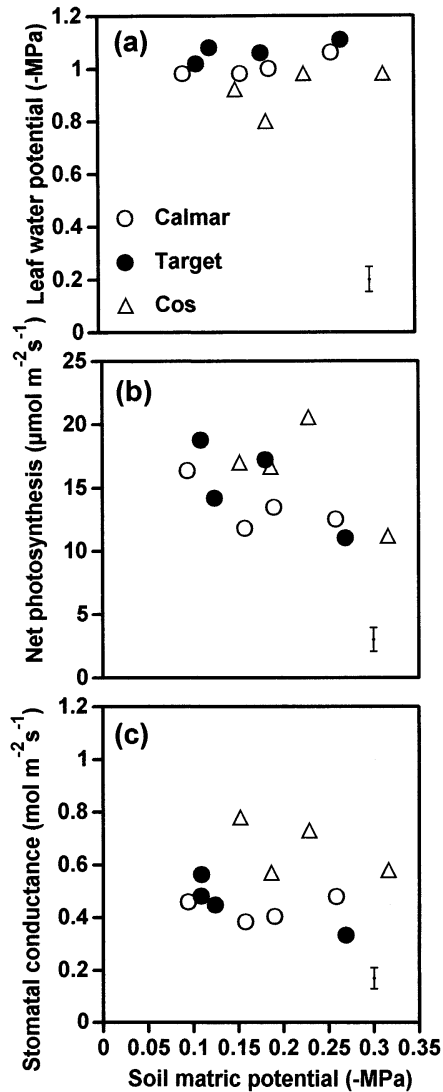 (a)
Leaf water potential (-MPa)
1.2
1
0.8
0.6
0.4
0.2
0
Calmar
Target
Cos
(b)
Net photosynthesis (µmol m⁻² s⁻¹)
25
20
15
10
5
0
(c)
Stomatal conductance (mol m⁻² s⁻¹)
1.2
1
0.8
0.6
0.4
0.2
0
0 0.05 0.1 0.15 0.2 0.25 0.3 0.35
Soil matric potential (-MPa)